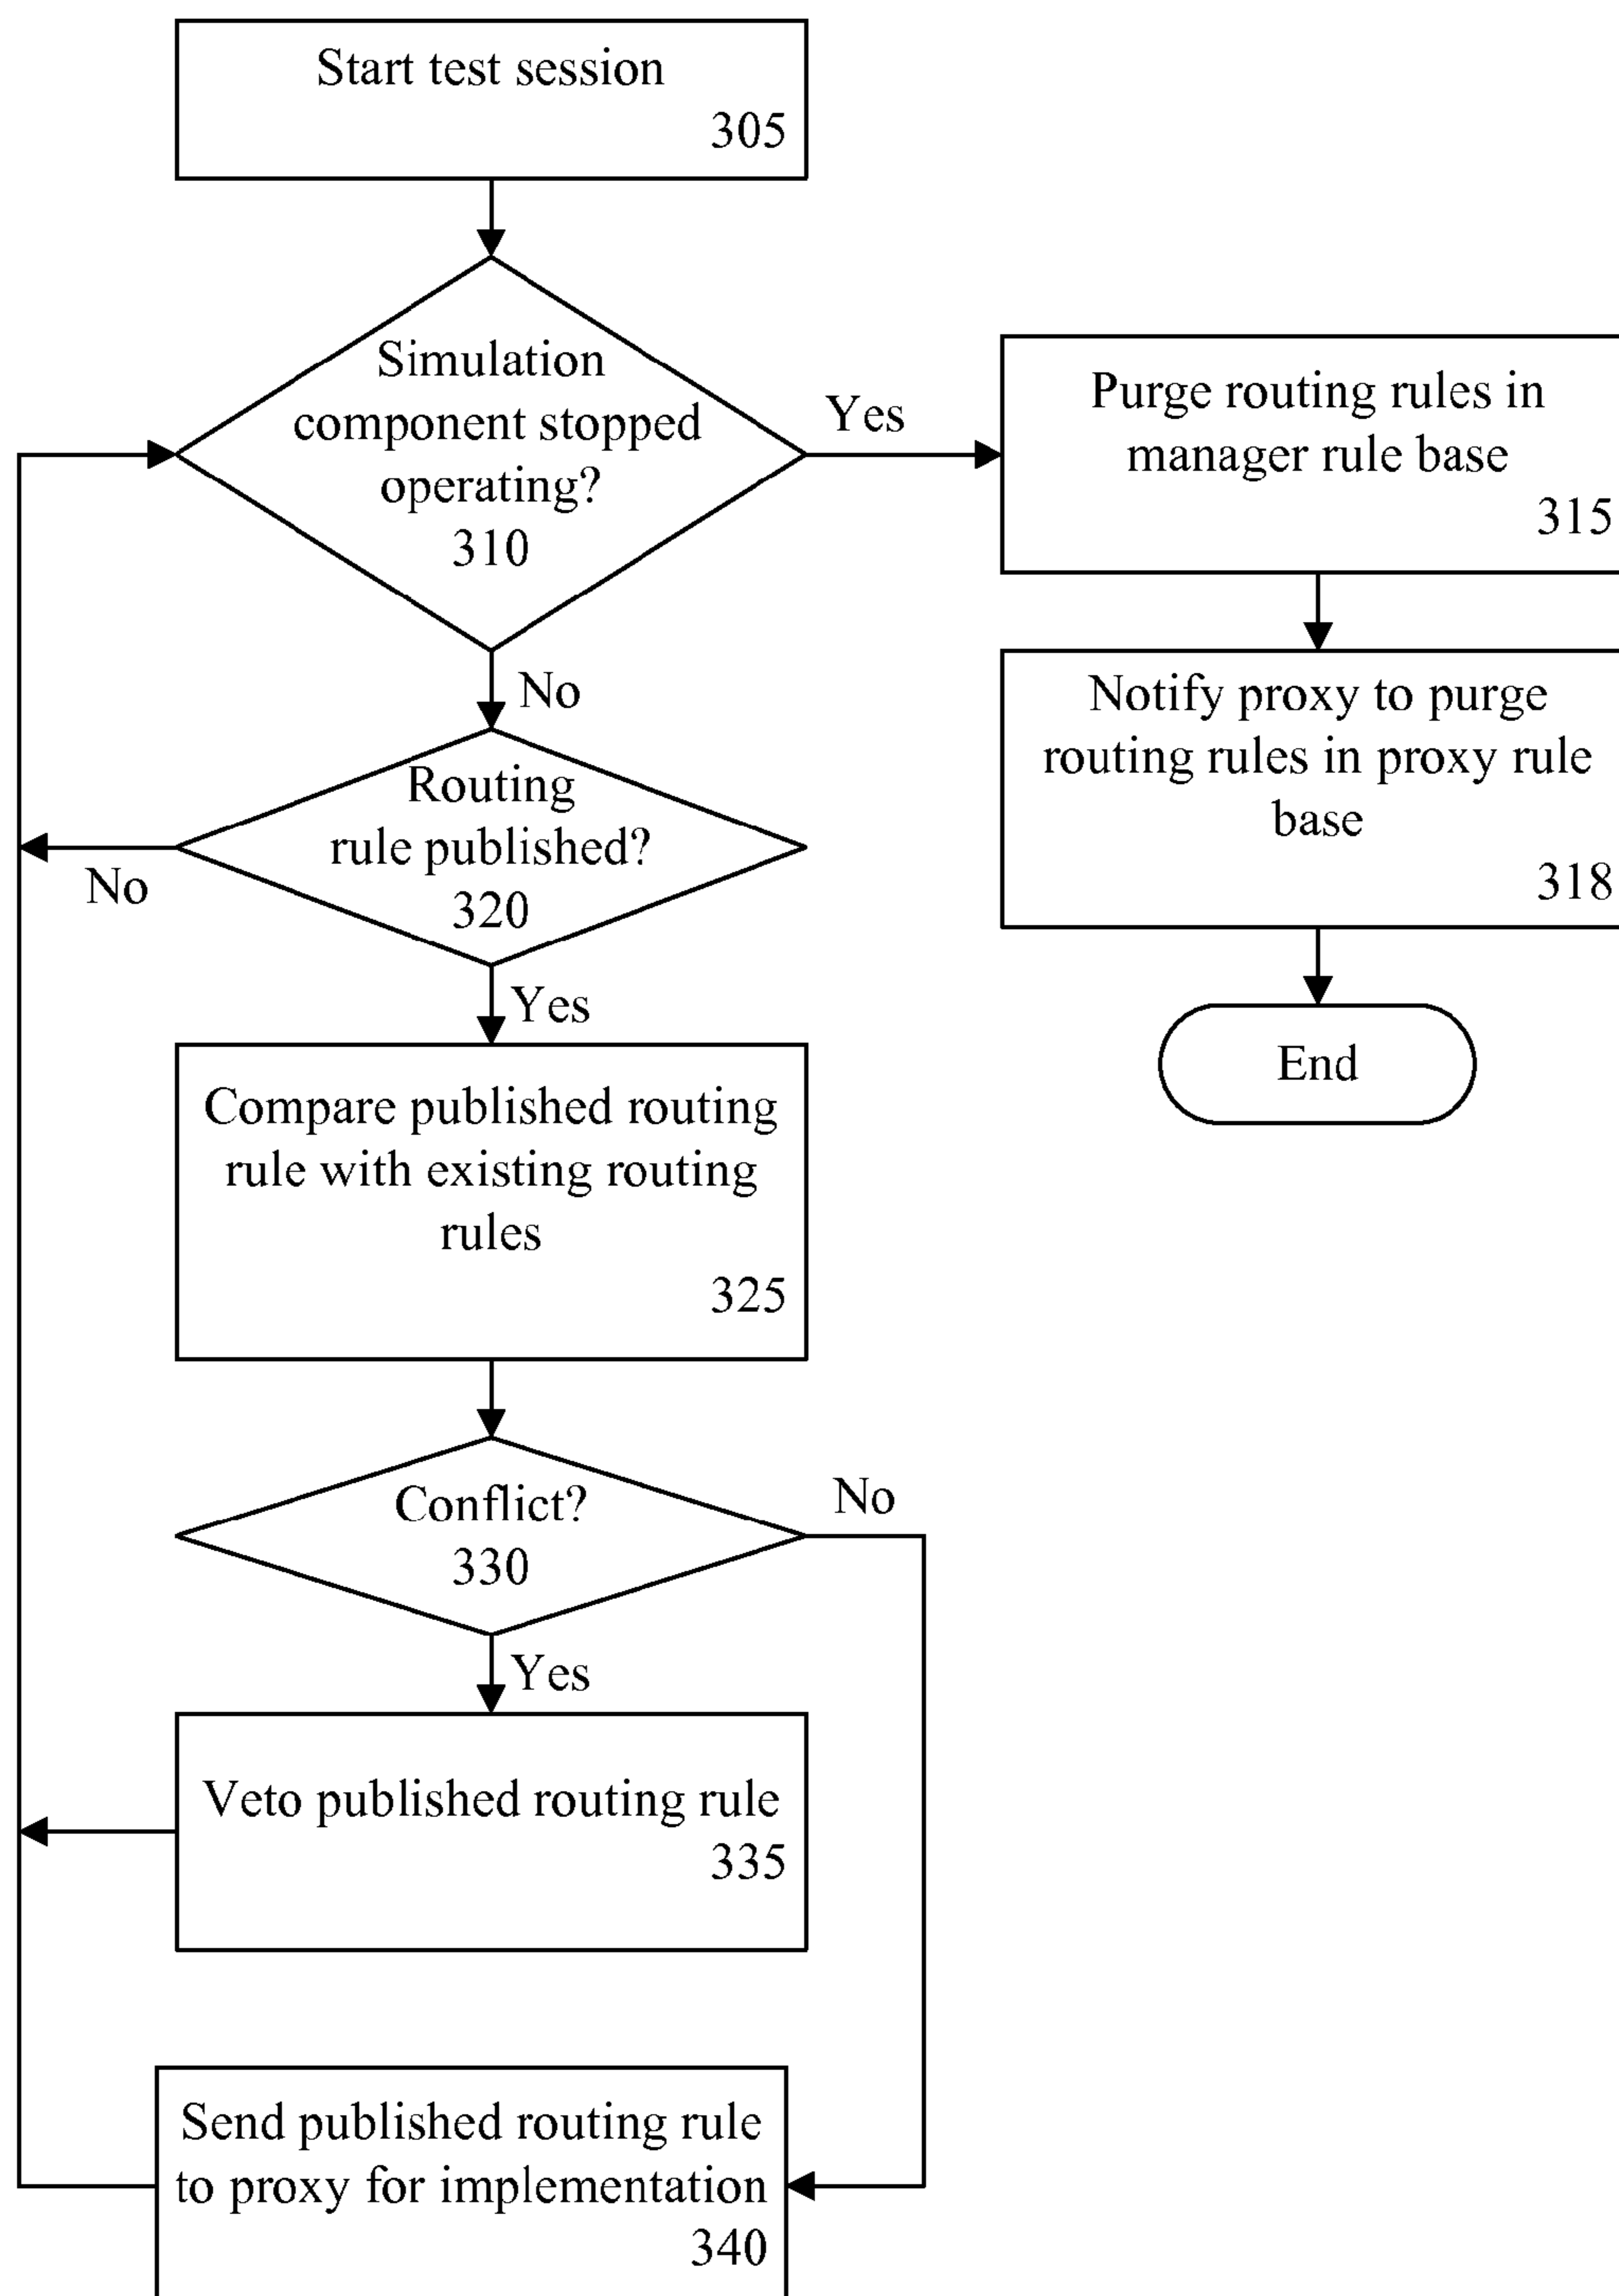 Start test session
305
Simulation
component stopped
operating?
310
Yes
Purge routing rules in
manager rule base
315
No
Notify proxy to purge
routing rules in proxy rule
base
318
Routing
rule published?
320
No
Yes
End
Compare published routing
rule with existing routing
rules
325
Conflict?
330
No
Yes
Veto published routing rule
335
Send published routing rule
to proxy for implementation
340